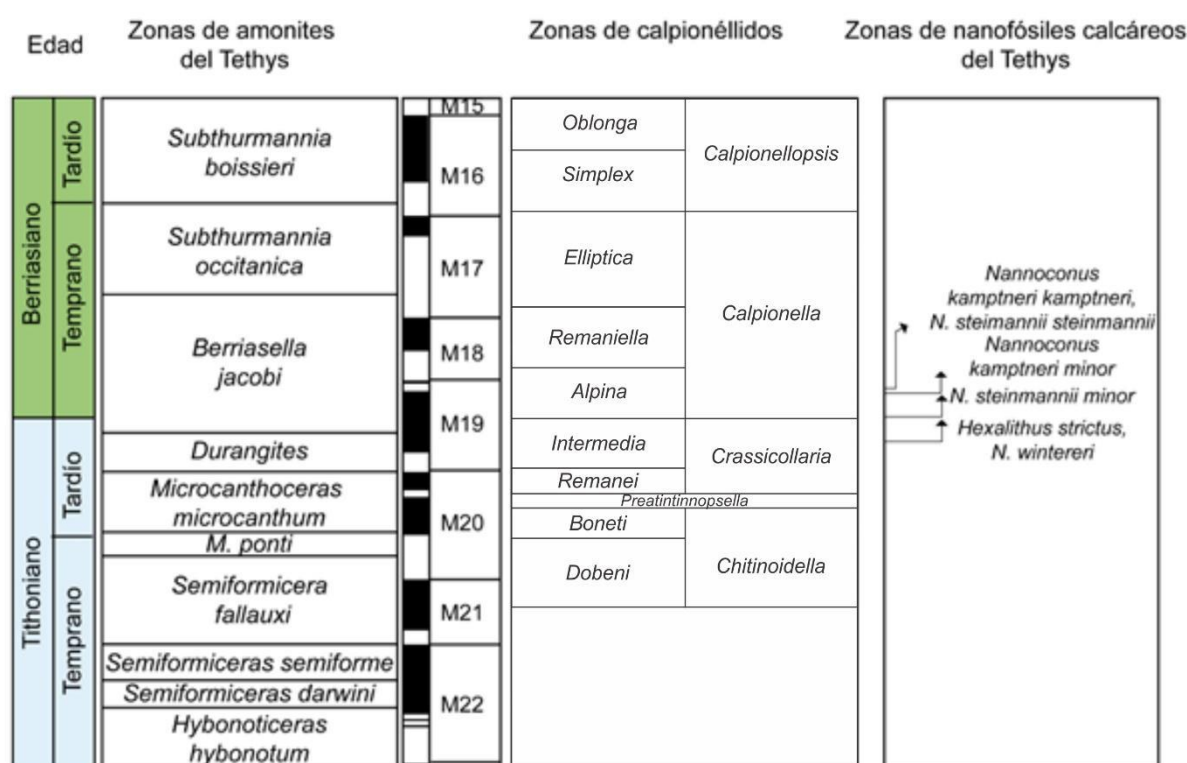 Edad
Zonas de amonites
del Tethys
Zonas de calpionéllidos
Zonas de nanofósiles calcáreos
del Tethys
Berriasiano
Tithoniano
Tardío
Temprano
Tardío
Temprano
Subthurmannia
boissieri
Subthurmannia
occitanica
Berriasella
jacobi
Durangites
Microcanthoceras
microcanthum
M. ponti
Semiformicera
fallauxi
Semiformiceras semiforme
Semiformiceras darwini
Hybonoticeras
hybonotum
M15
M16
M17
M18
M19
M20
M21
M22
Oblonga
Simplex
Elliptica
Remaniella
Alpina
Intermedia
Remanei
Preatintinnopsella
Boneti
Dobeni
Calpionellopsis
Calpionella
Crassicollaria
Chitinoidella
Nannoconus
kamptneri kamptneri,
N. steimannii steinmannii
Nannoconus
kamptneri minor
N. steinmannii minor
Hexalithus strictus,
N. wintereri